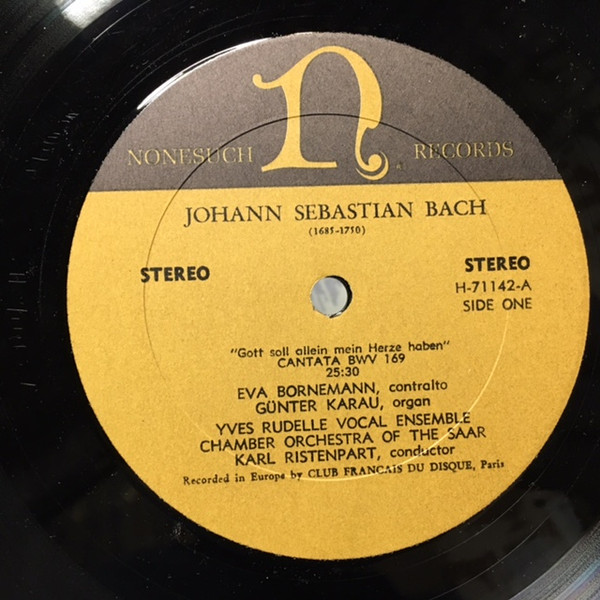 n
NONESUCH RECORDS
JOHANN SEBASTIAN BACH
(1685-1750)
STEREO STEREO
H-71142-A
SIDE ONE
"Gott soll allein mein Herze haben"
CANTATA BWV 169
25:30
EVA BORNEMANN, contralto
GÜNTER KARAU, organ
YVES RUDELLE VOCAL ENSEMBLE
CHAMBER ORCHESTRA OF THE SAAR
KARL RISTENPART, conductor
Recorded in Europe by CLUB FRANCAIS DU DISQUE, Paris